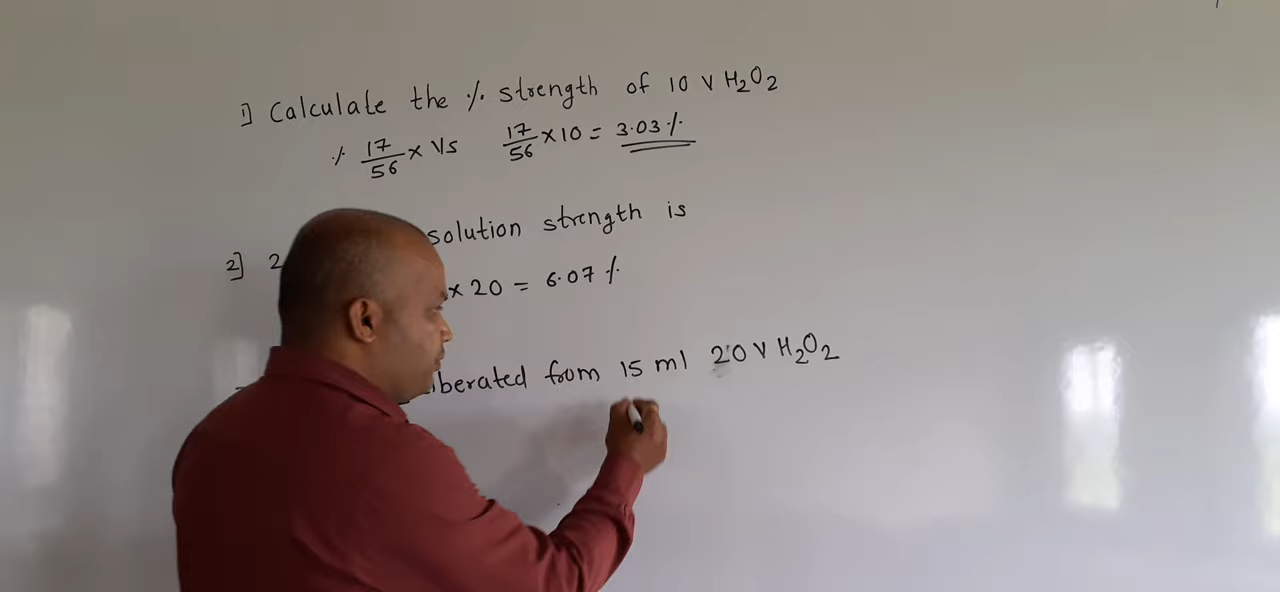 1] Calculate the % strength of 10 V H₂O₂
% 17/56 × Vs 17/56 × 10 = 3.03 %
2] 2 solution strength is
× 20 = 6.07 %
from 15 ml 20 V H₂O₂